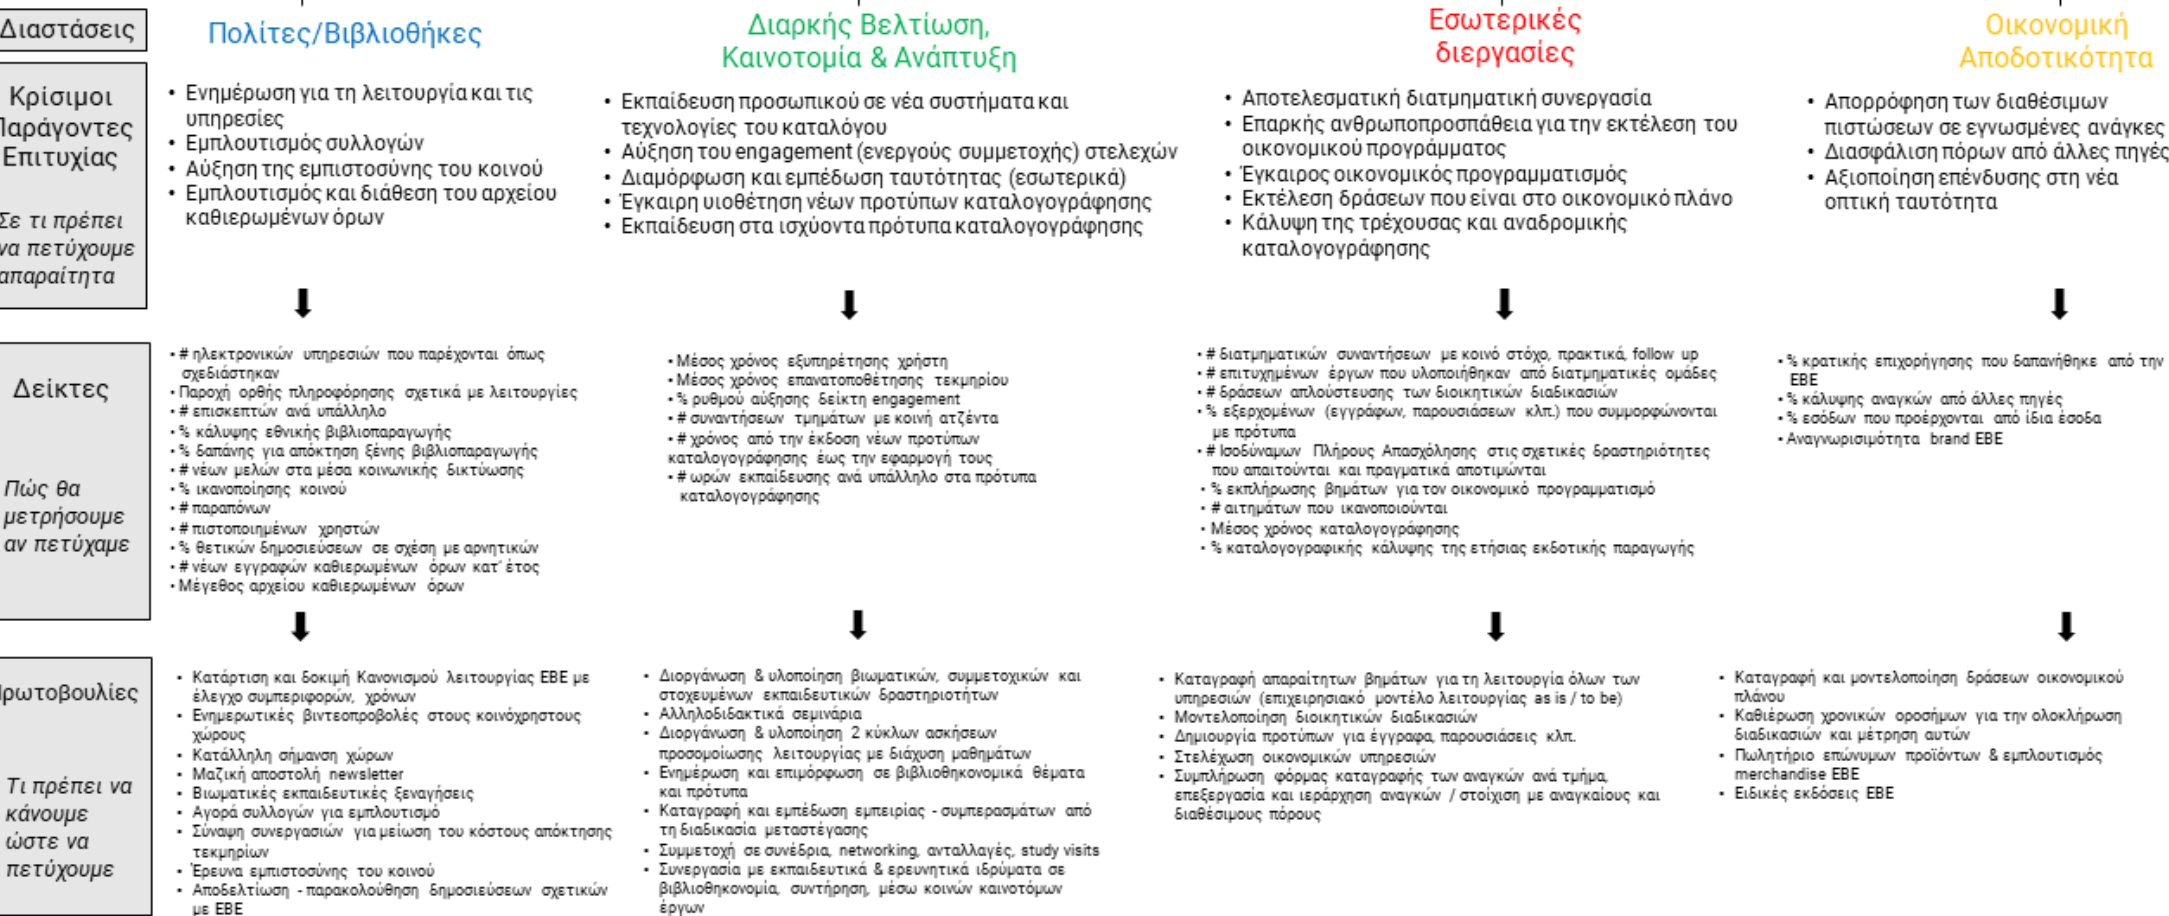 Διαστάσεις
Πολίτες/Βιβλιοθήκες
Διαρκής Βελτίωση,
Καινοτομία & Ανάπτυξη
Εσωτερικές
διεργασίες
Οικονομική
Αποδοτικότητα
Κρίσιμοι
Παράγοντες
Επιτυχίας
Σε τι πρέπει
να πετύχουμε
απαραίτητα
• Ενημέρωση για τη λειτουργία και τις
υπηρεσίες
• Εμπλουτισμός συλλογών
• Αύξηση της εμπιστοσύνης του κοινού
• Εμπλουτισμός και διάθεση του αρχείου
καθιερωμένων όρων
• Εκπαίδευση προσωπικού σε νέα συστήματα και
τεχνολογίες του καταλόγου
• Αύξηση του engagement (ενεργούς συμμετοχής) στελεχών
• Διαμόρφωση και εμπέδωση ταυτότητας (εσωτερικά)
• Έγκαιρη υιοθέτηση νέων προτύπων καταλογογράφησης
• Εκπαίδευση στα ισχύοντα πρότυπα καταλογογράφησης
• Αποτελεσματική διατμηματική συνεργασία
• Επαρκής ανθρωποπροσπάθεια για την εκτέλεση του
οικονομικού προγράμματος
• Έγκαιρος οικονομικός προγραμματισμός
• Εκτέλεση δράσεων που είναι στο οικονομικό πλάνο
• Κάλυψη της τρέχουσας και αναδρομικής
καταλογογράφησης
• Απορρόφηση των διαθέσιμων
πιστώσεων σε εγνωσμένες ανάγκες
• Διασφάλιση πόρων από άλλες πηγές
• Αξιοποίηση επένδυσης στη νέα
οπτική ταυτότητα
Δείκτες
Πώς θα
μετρήσουμε
αν πετύχαμε
• # ηλεκτρονικών υπηρεσιών που παρέχονται όπως
σχεδιάστηκαν
• Παροχή ορθής πληροφόρησης σχετικά με λειτουργίες
• # επισκεπτών ανά υπάλληλο
• % κάλυψης εθνικής βιβλιοπαραγωγής
• % δαπάνης για απόκτηση ξένης βιβλιοπαραγωγής
• # νέων μελών στα μέσα κοινωνικής δικτύωσης
• % ικανοποίησης κοινού
• # παραπόνων
• # πιστοποιημένων χρηστών
• % θετικών δημοσιεύσεων σε σχέση με αρνητικών
• # νέων εγγραφών καθιερωμένων όρων κατ' έτος
• Μέγεθος αρχείου καθιερωμένων όρων
• Μέσος χρόνος εξυπηρέτησης χρήστη
• Μέσος χρόνος επανατοποθέτησης τεκμηρίου
• % ρυθμού αύξησης δείκτη engagement
• # συναντήσεων τμημάτων με κοινή ατζέντα
• # χρόνος από την έκδοση νέων προτύπων
καταλογογράφησης έως την εφαρμογή τους
• # ωρών εκπαίδευσης ανά υπάλληλο στα πρότυπα
καταλογογράφησης
• # διατμηματικών συναντήσεων με κοινό στόχο, πρακτικά, follow up
• # επιτυχημένων έργων που υλοποιήθηκαν από διατμηματικές ομάδες
• # δράσεων απλούστευσης των διοικητικών διαδικασιών
• % εξερχομένων (εγγράφων, παρουσιάσεων κλπ.) που συμμορφώνονται
με πρότυπα
• # Ισοδύναμων Πλήρους Απασχόλησης στις σχετικές δραστηριότητες
που απαιτούνται και πραγματικά αποτιμώνται
• % εκπλήρωσης βημάτων για τον οικονομικό προγραμματισμό
• # αιτημάτων που ικανοποιούνται
• Μέσος χρόνος καταλογογράφησης
• % καταλογογραφικής κάλυψης της ετήσιας εκδοτικής παραγωγής
• % κρατικής επιχορήγησης που δαπανήθηκε από την
ΕΒΕ
• % κάλυψης αναγκών από άλλες πηγές
• % εσόδων που προέρχονται από ίδια έσοδα
• Αναγνωρισιμότητα brand ΕΒΕ
Πρωτοβουλίες
Τι πρέπει να
κάνουμε
ώστε να
πετύχουμε
• Κατάρτιση και δοκιμή Κανονισμού λειτουργίας ΕΒΕ με
έλεγχο συμπεριφορών, χρόνων
• Ενημερωτικές βιντεοπροβολές στους κοινόχρηστους
χώρους
• Κατάλληλη σήμανση χώρων
• Μαζική αποστολή newsletter
• Βιωματικές εκπαιδευτικές ξεναγήσεις
• Αγορά συλλογών για εμπλουτισμό
• Σύναψη συνεργασιών για μείωση του κόστους απόκτησης
τεκμηρίων
• Έρευνα εμπιστοσύνης του κοινού
• Αποδελτίωση - παρακολούθηση δημοσιεύσεων σχετικών
με ΕΒΕ
• Διοργάνωση & υλοποίηση βιωματικών, συμμετοχικών και
στοχευμένων εκπαιδευτικών δραστηριοτήτων
• Αλληλοδιδακτικά σεμινάρια
• Διοργάνωση & υλοποίηση 2 κύκλων ασκήσεων
προσομοίωσης λειτουργίας με διάχυση μαθημάτων
• Ενημέρωση και επιμόρφωση σε βιβλιοθηκονομικά θέματα
και πρότυπα
• Καταγραφή και εμπέδωση εμπειρίας - συμπερασμάτων από
τη διαδικασία μεταστέγασης
• Συμμετοχή σε συνέδρια, networking, ανταλλαγές, study visits
• Συνεργασία με εκπαιδευτικά & ερευνητικά ιδρύματα σε
βιβλιοθηκονομία, συντήρηση, μέσω κοινών καινοτόμων
έργων
• Καταγραφή απαραίτητων βημάτων για τη λειτουργία όλων των
υπηρεσιών (επιχειρησιακό μοντέλο λειτουργίας as is / to be)
• Μοντελοποίηση διοικητικών διαδικασιών
• Δημιουργία προτύπων για έγγραφα, παρουσιάσεις κλπ.
• Στελέχωση οικονομικών υπηρεσιών
• Συμπλήρωση φόρμας καταγραφής των αναγκών ανά τμήμα,
επεξεργασία και ιεράρχηση αναγκών / στοίχιση με αναγκαίους και
διαθέσιμους πόρους
• Καταγραφή και μοντελοποίηση δράσεων οικονομικού
πλάνου
• Καθιέρωση χρονικών οροσήμων για την ολοκλήρωση
διαδικασιών και μέτρηση αυτών
• Πωλητήριο επώνυμων προϊόντων & εμπλουτισμός
merchandise ΕΒΕ
• Ειδικές εκδόσεις ΕΒΕ